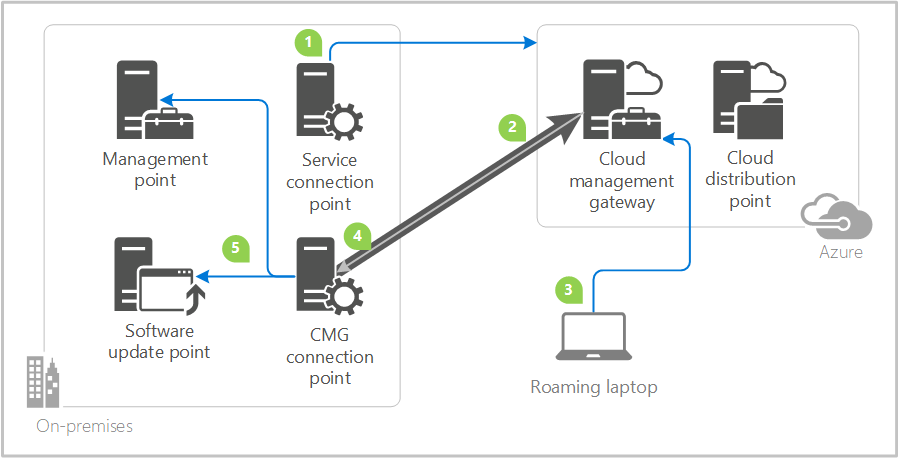 1
2
3
4
5
Management
point
Service
connection
point
Cloud
management
gateway
Cloud
distribution
point
Azure
Software
update point
CMG
connection
point
Roaming laptop
On-premises